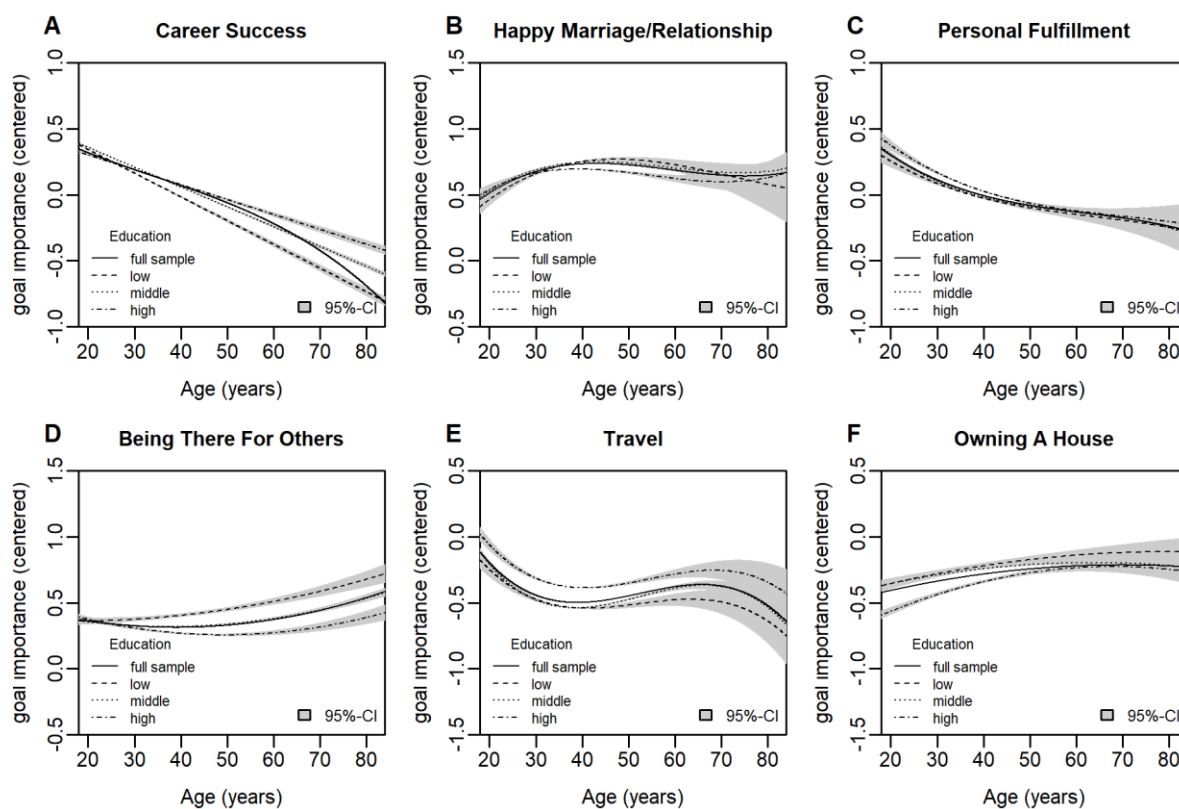 A Career Success
goal importance (centered)
1.0
0.5
0.0
-0.5
-1.0
Education
full sample
low
middle
high
95%-CI
20 30 40 50 60 70 80
Age (years)
B Happy Marriage/Relationship
goal importance (centered)
1.5
1.0
0.5
0.0
-0.5
Education
full sample
low
middle
high
95%-CI
20 30 40 50 60 70 80
Age (years)
C Personal Fulfillment
goal importance (centered)
1.0
0.5
0.0
-0.5
-1.0
Education
full sample
low
middle
high
95%-CI
20 30 40 50 60 70 80
Age (years)
D Being There For Others
goal importance (centered)
1.5
1.0
0.5
0.0
-0.5
Education
full sample
low
middle
high
95%-CI
20 30 40 50 60 70 80
Age (years)
E Travel
goal importance (centered)
0.5
0.0
-0.5
-1.0
-1.5
Education
full sample
low
middle
high
95%-CI
20 30 40 50 60 70 80
Age (years)
F Owning A House
goal importance (centered)
0.5
0.0
-0.5
-1.0
-1.5
Education
full sample
low
middle
high
95%-CI
20 30 40 50 60 70 80
Age (years)